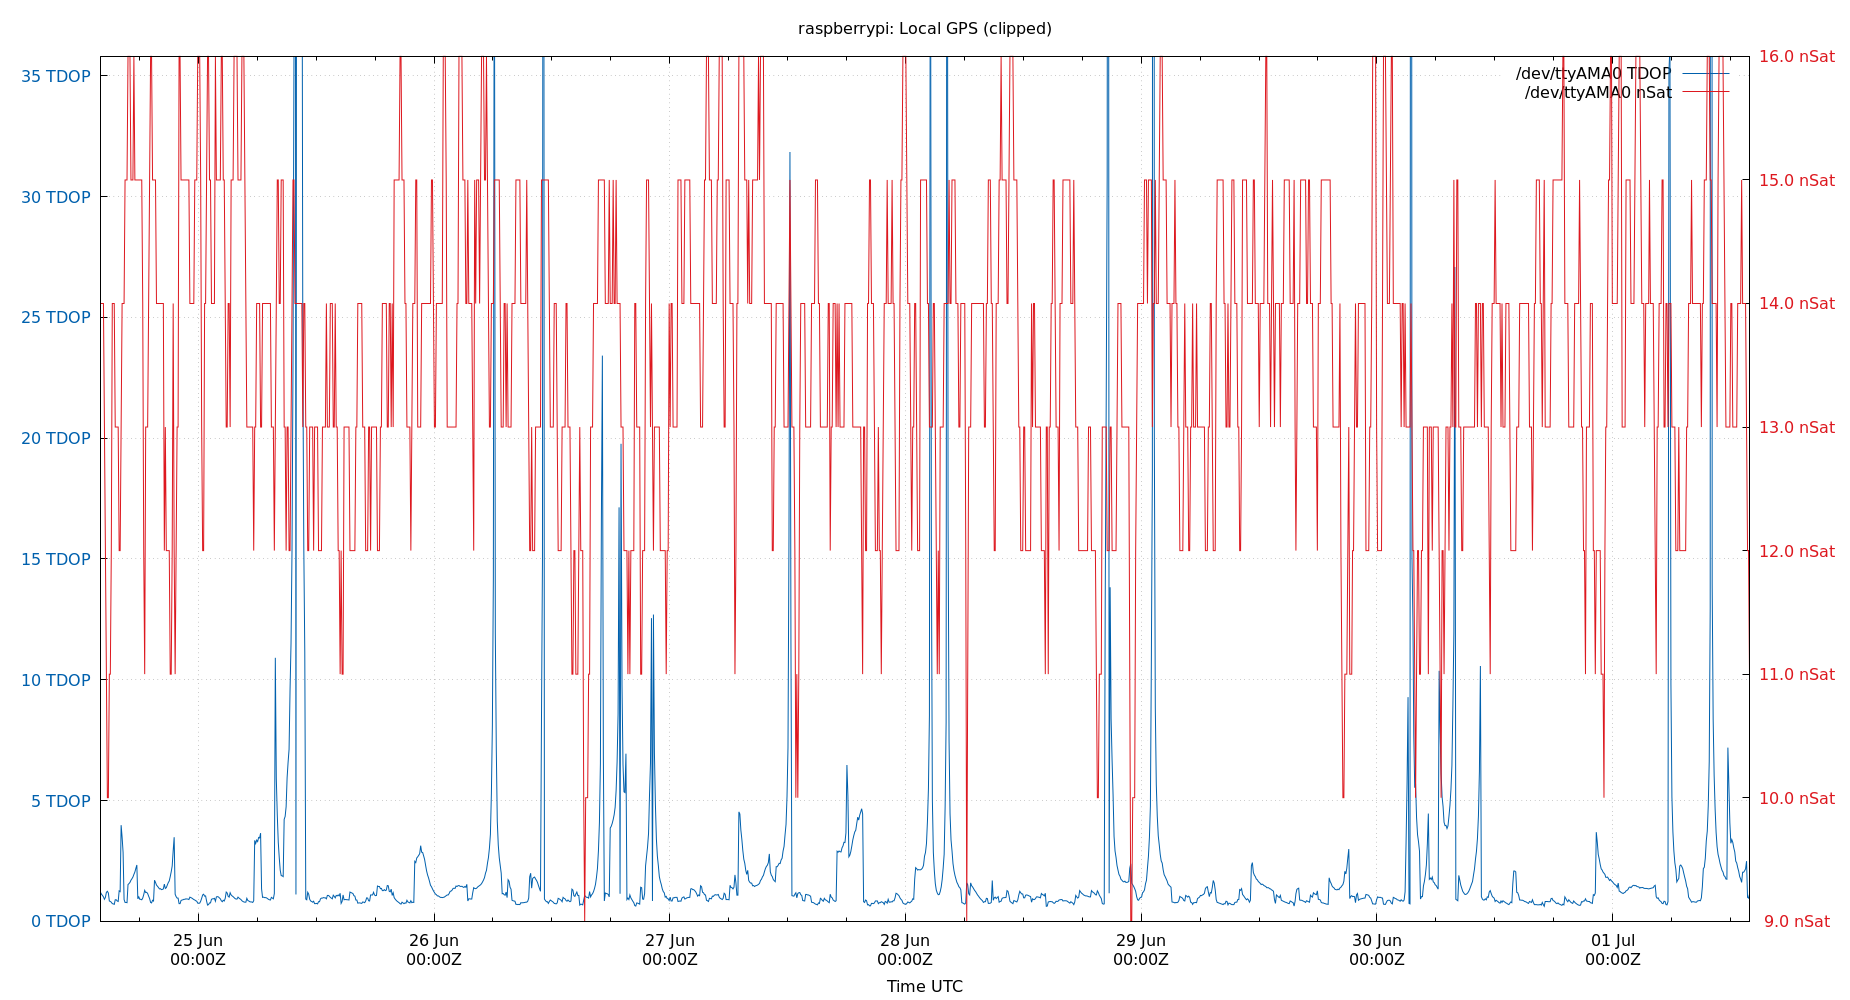 raspberrypi: Local GPS (clipped)
35 TDOP
30 TDOP
25 TDOP
20 TDOP
15 TDOP
10 TDOP
5 TDOP
0 TDOP
16.0 nSat
15.0 nSat
14.0 nSat
13.0 nSat
12.0 nSat
11.0 nSat
10.0 nSat
9.0 nSat
/dev/ttyAMA0 TDOP
/dev/ttyAMA0 nSat
25 Jun
00:00Z
26 Jun
00:00Z
27 Jun
00:00Z
28 Jun
00:00Z
29 Jun
00:00Z
30 Jun
00:00Z
01 Jul
00:00Z
Time UTC